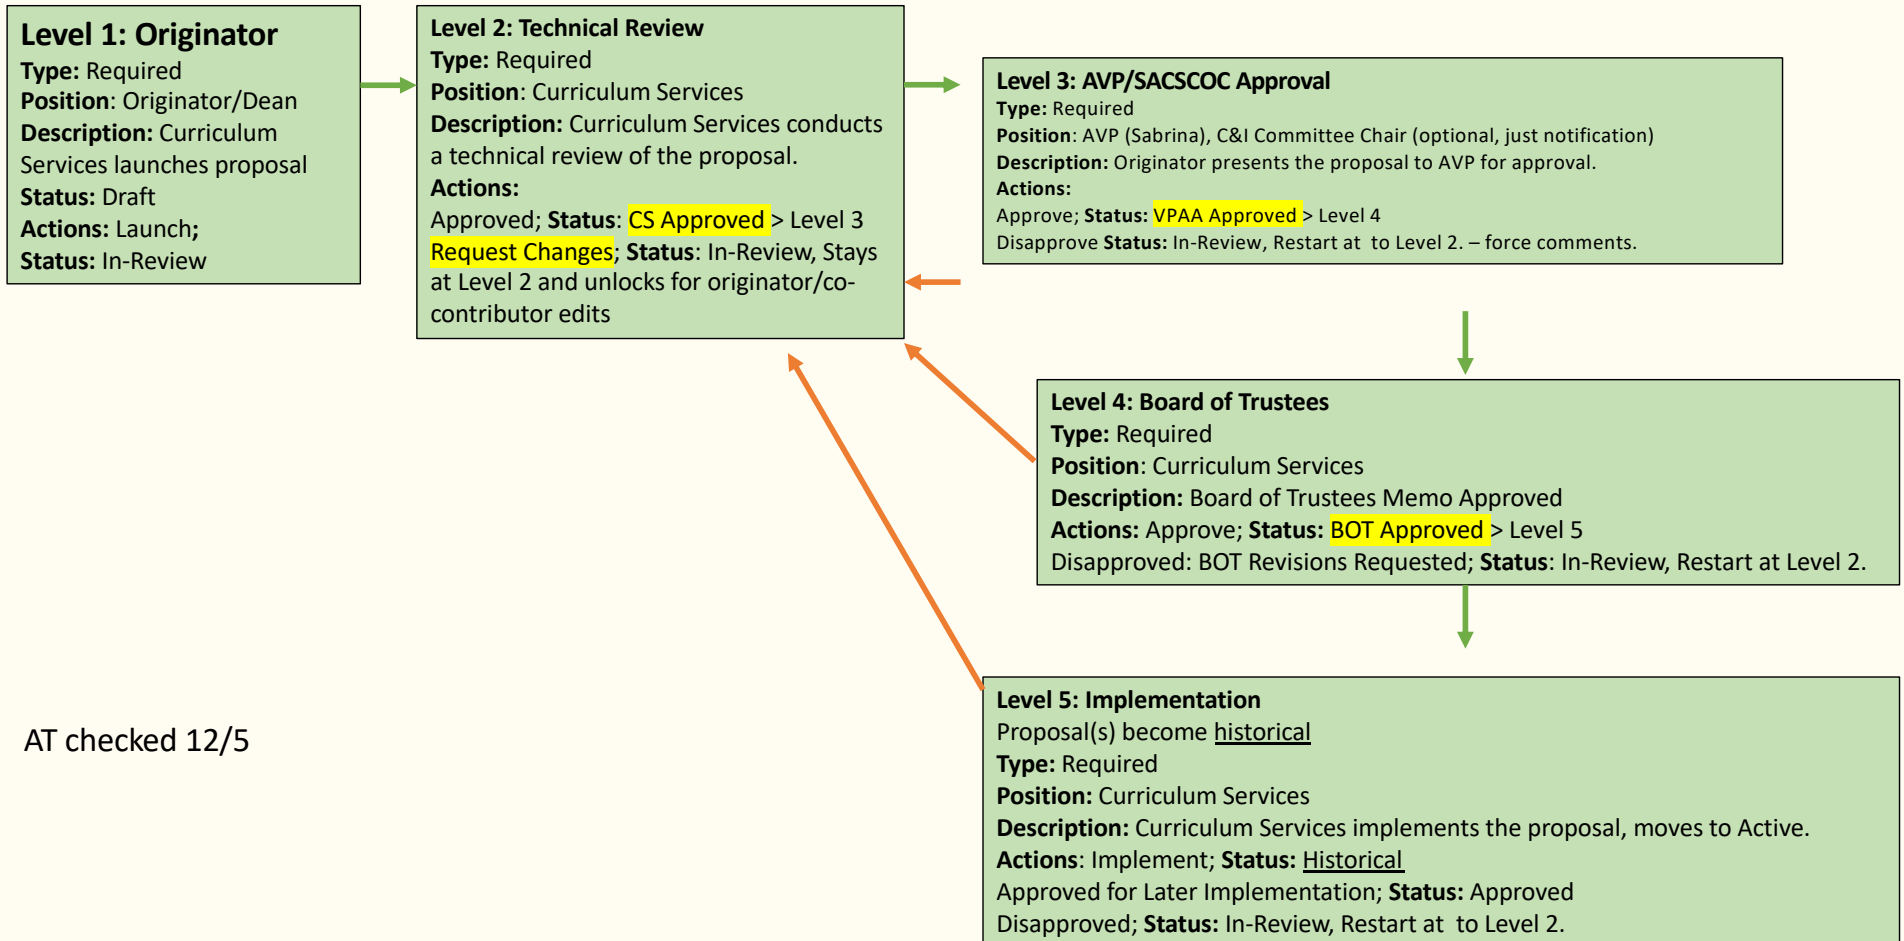 Level 1: Originator
Type: Required
Position: Originator/Dean
Description: Curriculum
Services launches proposal
Status: Draft
Actions: Launch;
Status: In-Review
Level 2: Technical Review
Type: Required
Position: Curriculum Services
Description: Curriculum Services conducts
a technical review of the proposal.
Actions:
Approved; Status: CS Approved > Level 3
Request Changes; Status: In-Review, Stays
at Level 2 and unlocks for originator/co-
contributor edits
Level 3: AVP/SACSCOC Approval
Type: Required
Position: AVP (Sabrina), C&I Committee Chair (optional, just notification)
Description: Originator presents the proposal to AVP for approval.
Actions:
Approve; Status: VPAA Approved > Level 4
Disapprove Status: In-Review, Restart at  to Level 2. – force comments.
Level 4: Board of Trustees
Type: Required
Position: Curriculum Services
Description: Board of Trustees Memo Approved
Actions: Approve; Status: BOT Approved > Level 5
Disapproved: BOT Revisions Requested; Status: In-Review, Restart at Level 2.
Level 5: Implementation
Proposal(s) become historical
Type: Required
Position: Curriculum Services
Description: Curriculum Services implements the proposal, moves to Active.
Actions: Implement; Status: Historical
Approved for Later Implementation; Status: Approved
Disapproved; Status: In-Review, Restart at  to Level 2.
AT checked 12/5